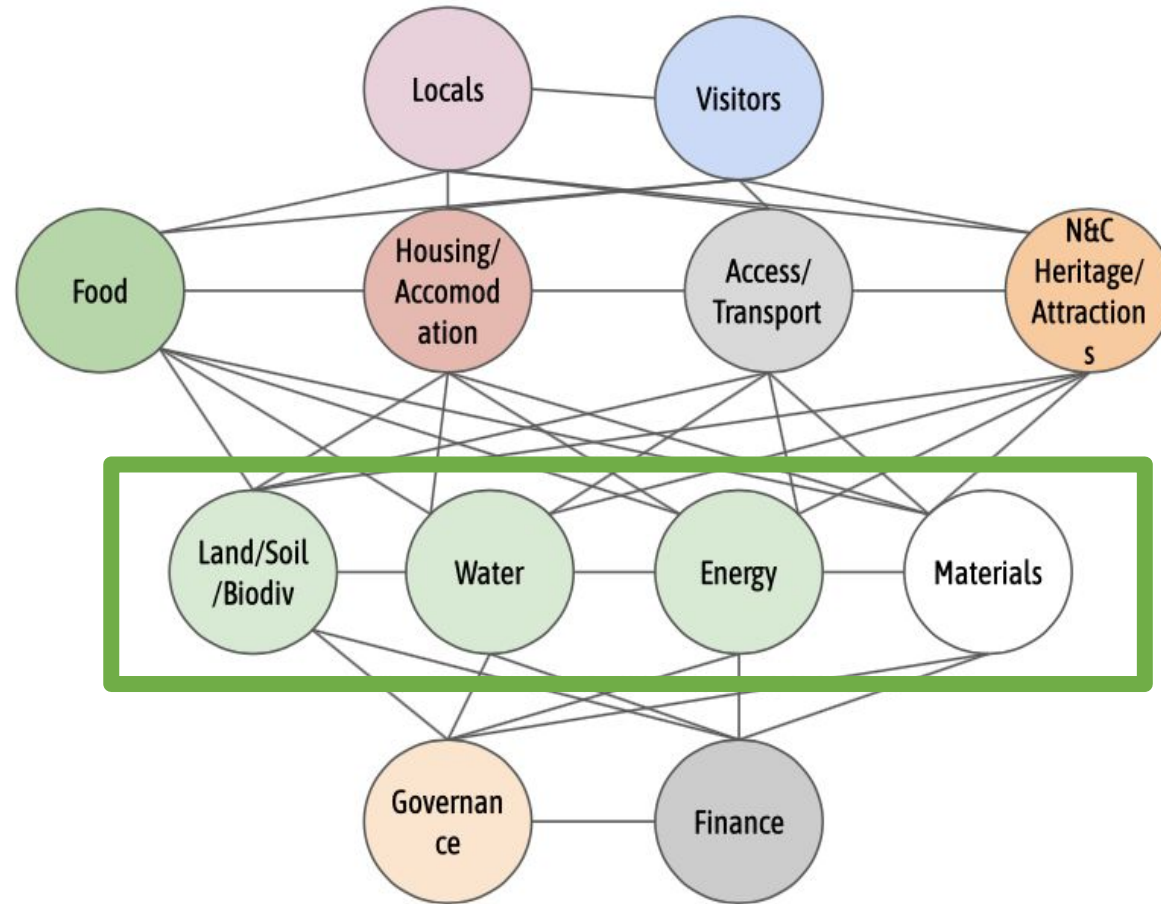 Locals
Visitors
Food
Housing/
Accomod
ation
Access/
Transport
N&C
Heritage/
Attraction
s
Land/Soil
/Biodiv
Water
Energy
Materials
Governan
ce
Finance